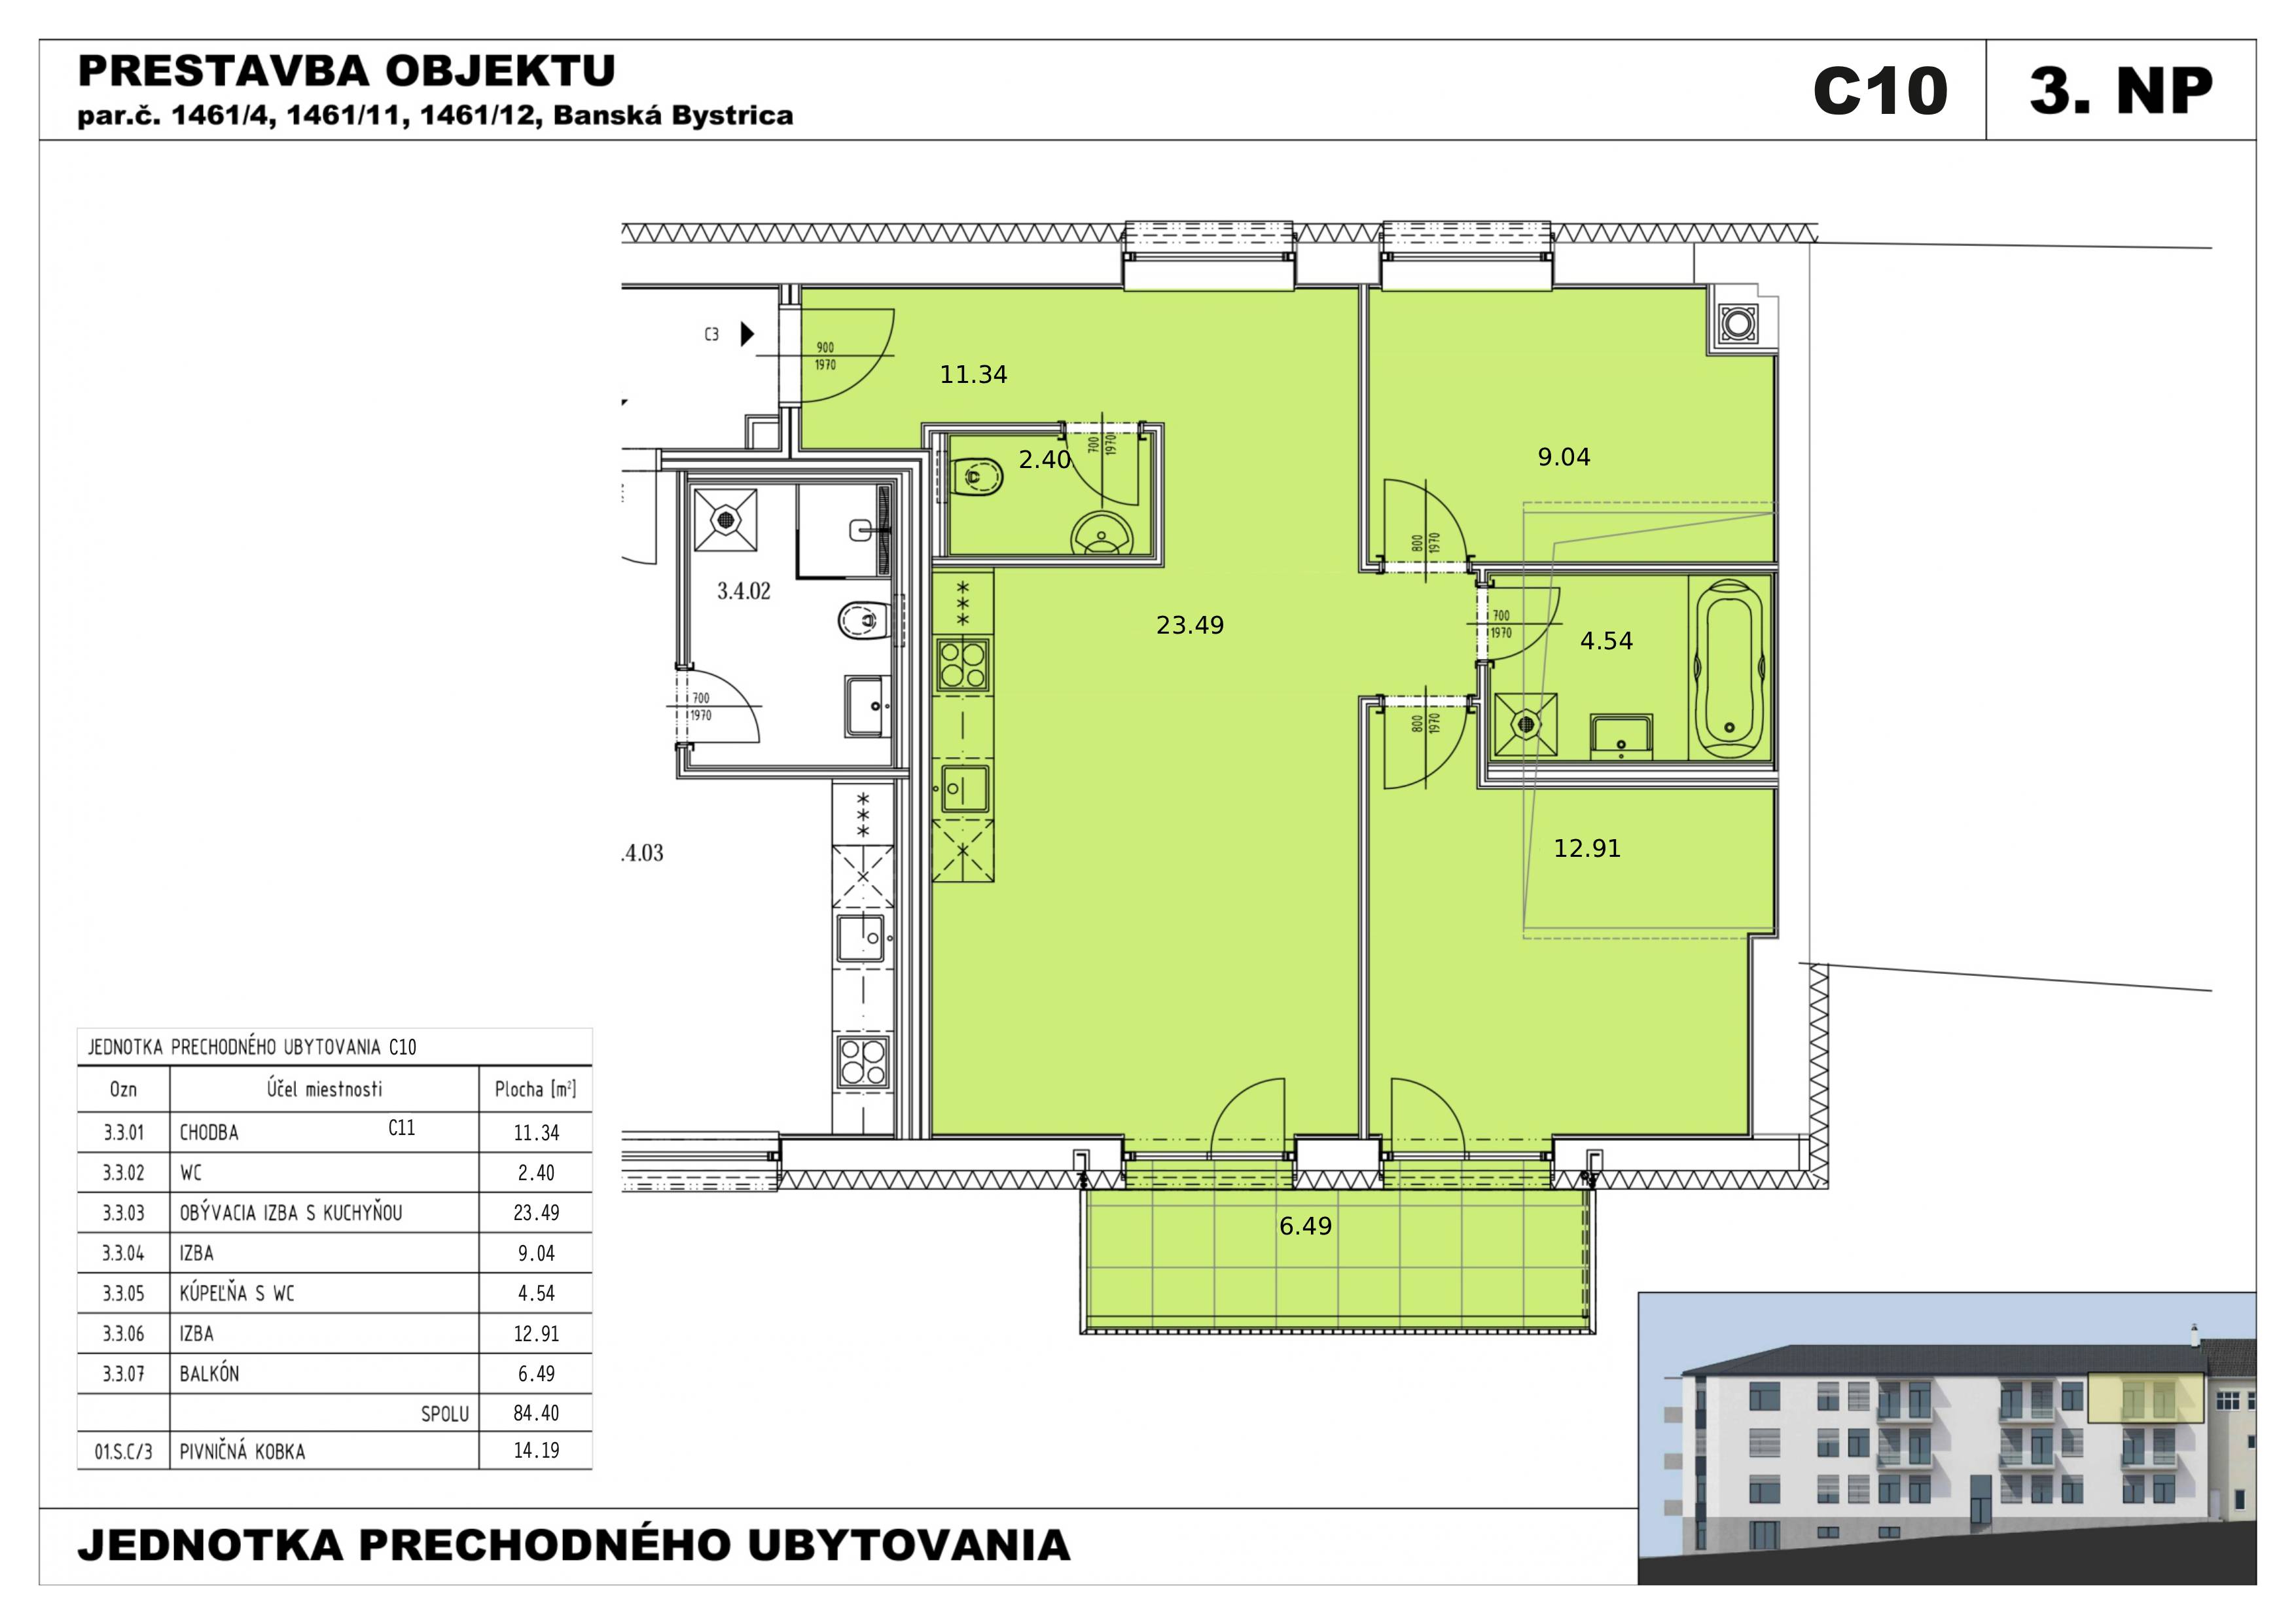 PRESTAVBA OBJEKTU
par.č. 1461/4, 1461/11, 1461/12, Banská Bystrica
C10
3. NP
C3
900
1970
11.34
2.40
700
1970
9.04
800
1970
3.4.02
23.49
700
1970
4.54
700
1970
800
1970
12.91
.4.03
6.49
JEDNOTKA PRECHODNÉHO UBYTOVANIA C10
Ozn Účel miestnosti Plocha [m²]
3.3.01 CHODBA C11 11.34
3.3.02 WC 2.40
3.3.03 OBÝVACIA IZBA S KUCHYŇOU 23.49
3.3.04 IZBA 9.04
3.3.05 KÚPEĽŇA S WC 4.54
3.3.06 IZBA 12.91
3.3.07 BALKÓN 6.49
SPOLU 84.40
01.S.C/3 PIVNIČNÁ KOBKA 14.19
JEDNOTKA PRECHODNÉHO UBYTOVANIA